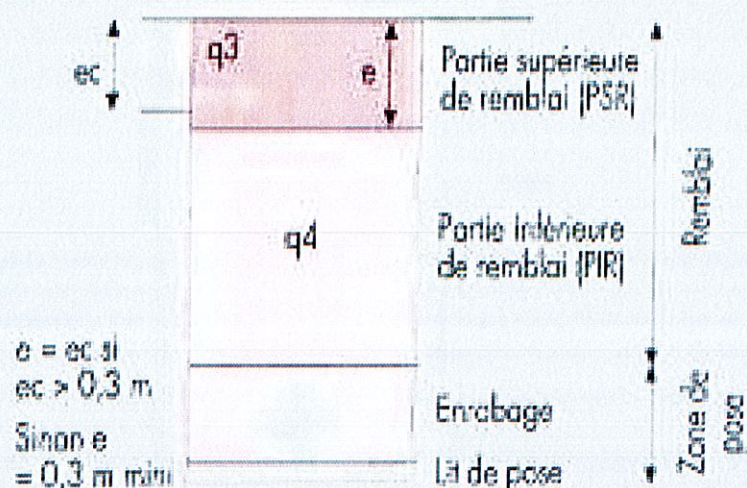 ec
q3
e
Partie supérieure
de remblai (PSR)
Remblai
q4
Partie inférieure
de remblai (PIR)
e = ec si
ec > 0,3 m
Sinon e
= 0,3 m mini
Enrobage
Lit de pose
Zone de
pose